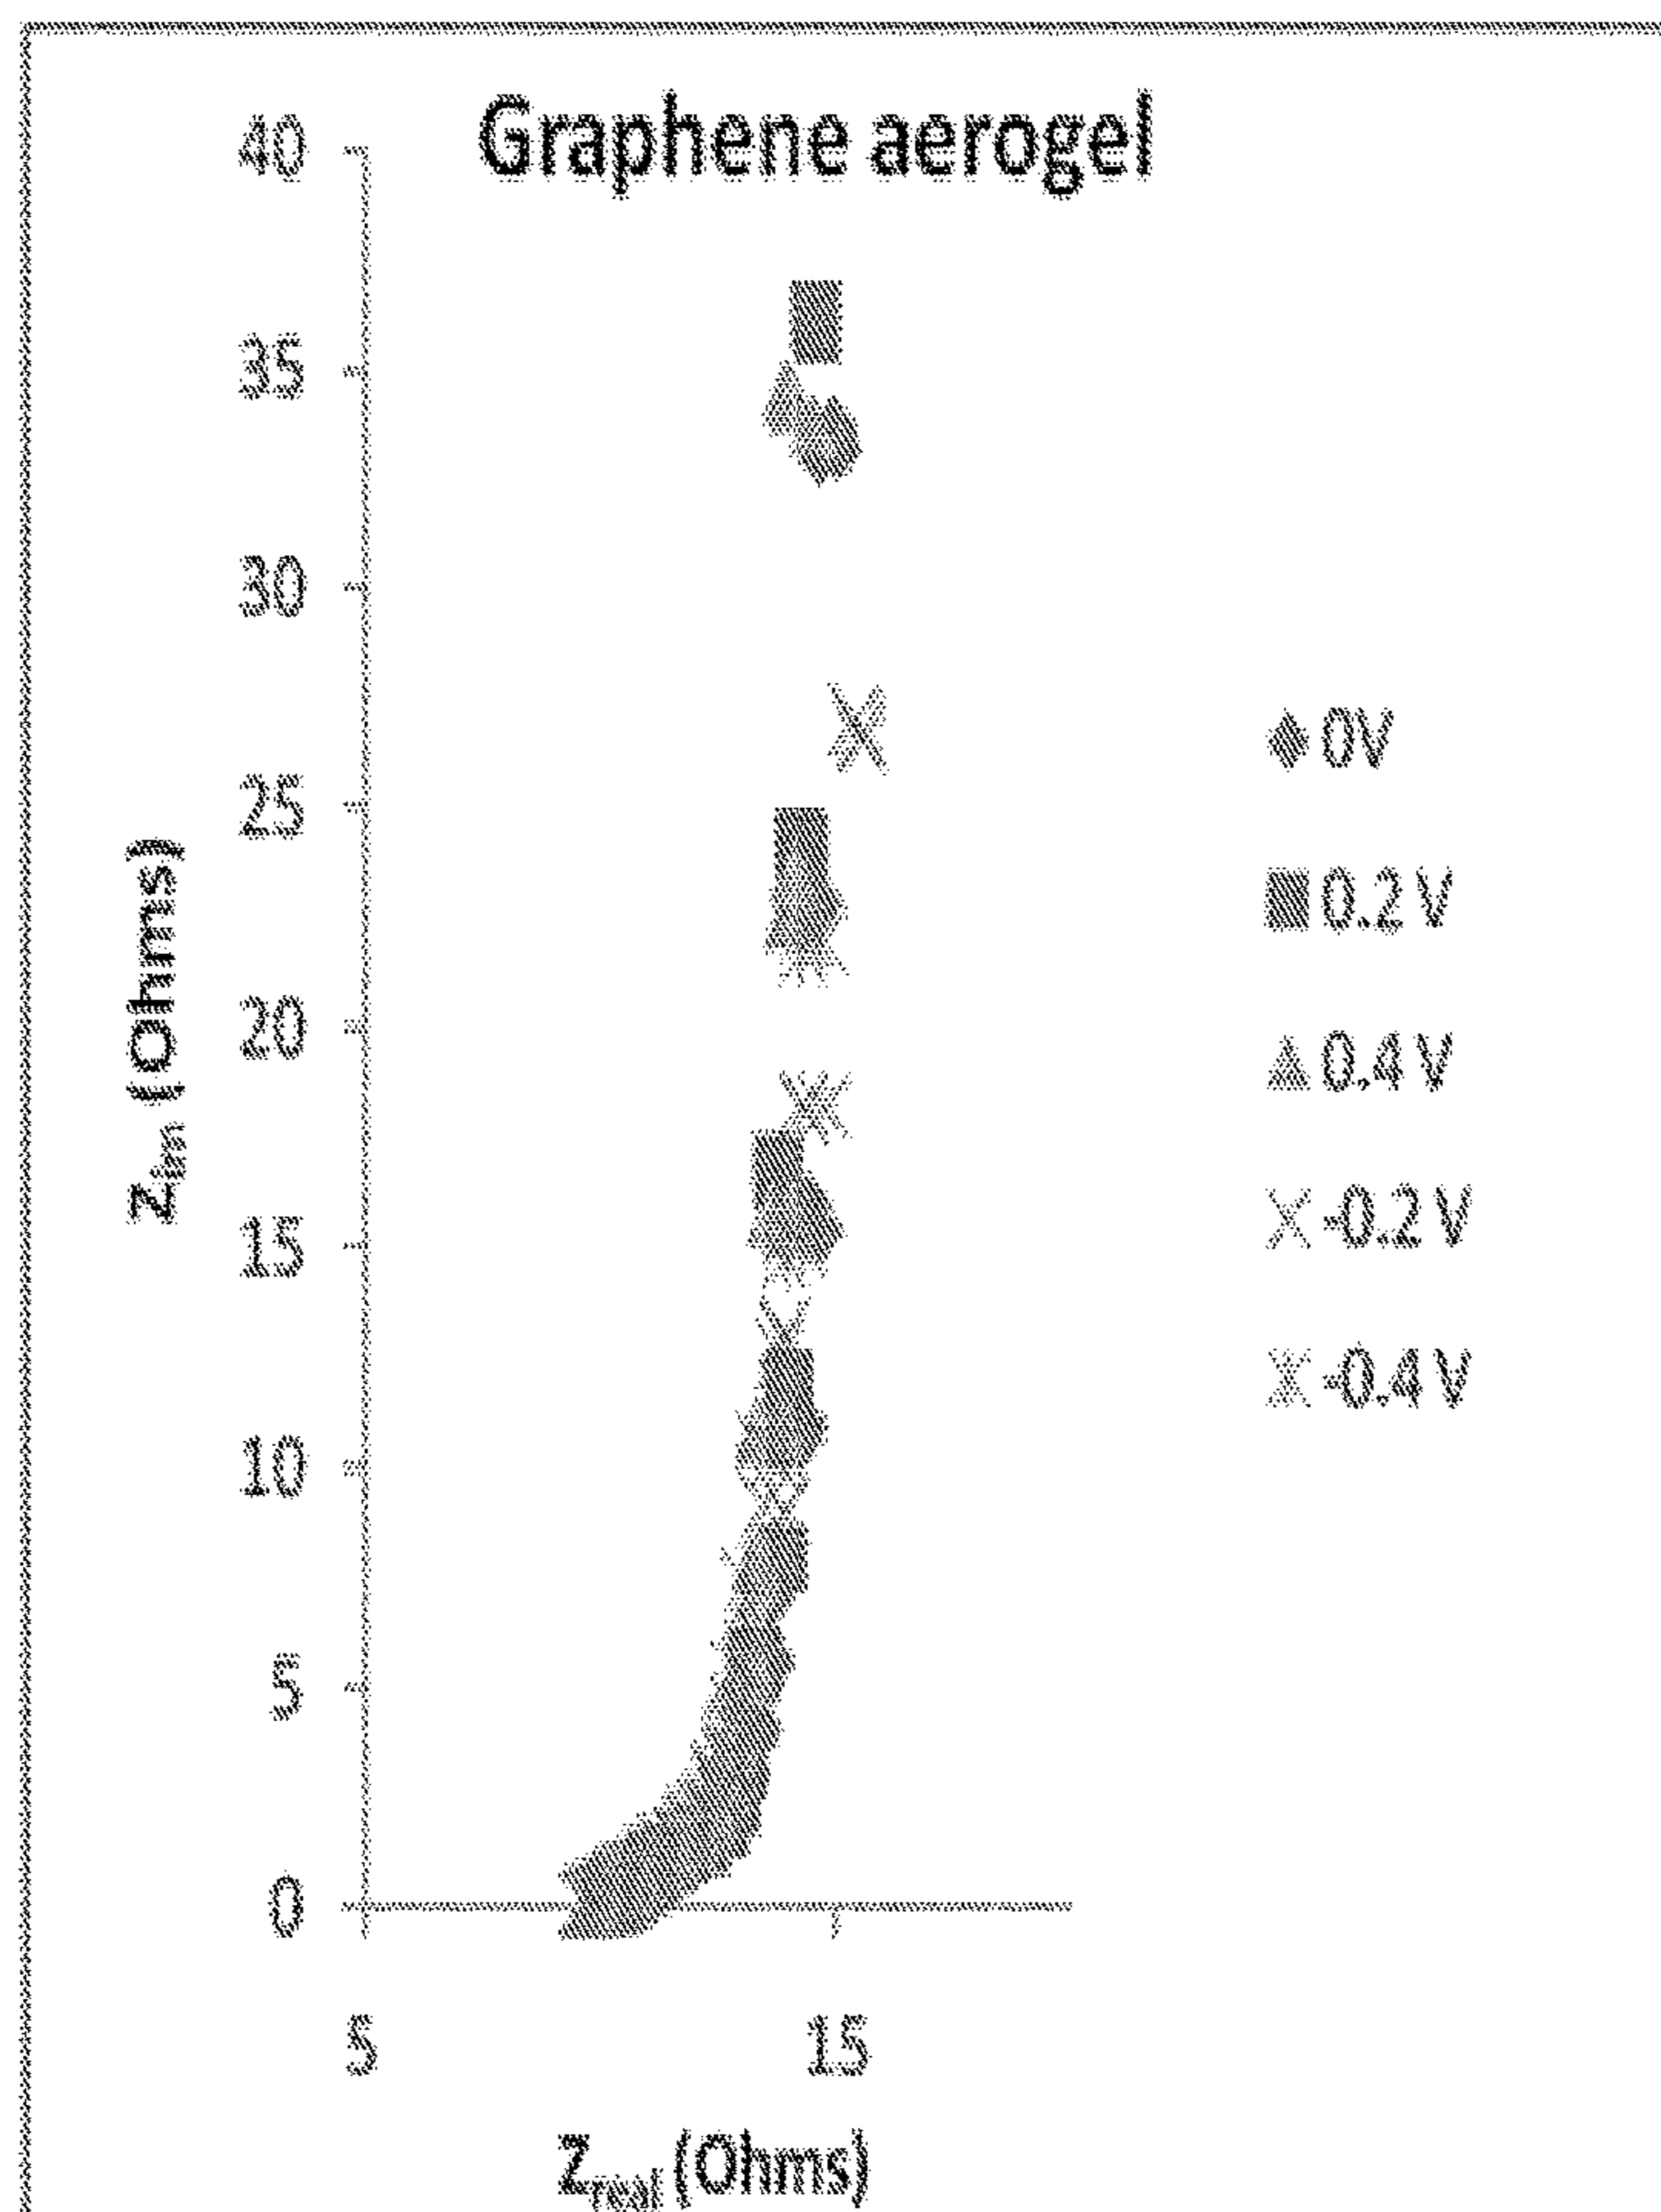 Graphene aerogel
40
35
30
25
20
15
10
5
0
Z_im (Ohms)
0V
0.2 V
0.4 V
-0.2 V
-0.4 V
5 15
Z_real (Ohms)